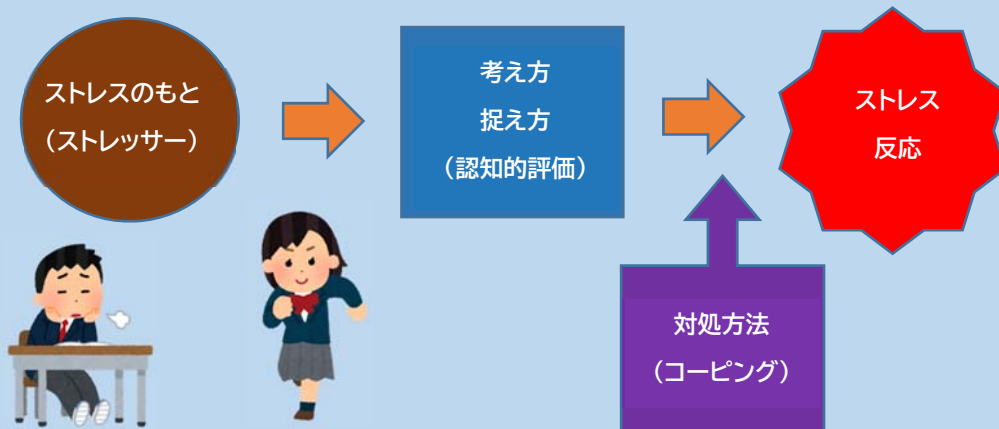 ストレスのもと
(ストレッサー)
考え方
捉え方
(認知的評価)
ストレス
反応
対処方法
(コーピング)